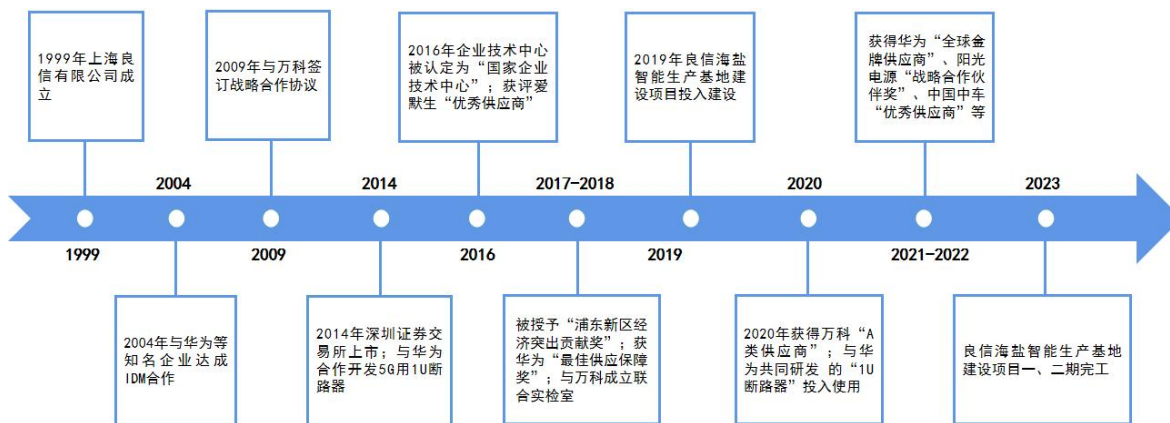 1999年上海良
信有限公司成
立
2009年与万科签
订战略合作协议
2016年企业技术中心
被认定为“国家企业
技术中心”；获评爱
默生“优秀供应商”
2019年良信海盐
智能生产基地建
设项目投入建设
获得华为“全球金
牌供应商”、阳光
电源“战略合作伙
伴奖”、中国中车
“优秀供应商”等
2004
2014
2017-2018
2020
2023
1999
2009
2016
2019
2021-2022
2004年与华为等
知名企业达成
IDM合作
2014年深圳证券交
易所上市；与华为
合作开发5G用1U断
路器
被授予“浦东新区经
济突出贡献奖”；获
华为“最佳供应保障
奖”；与万科成立联
合实验室
2020年获得万科“A
类供应商”；与华
为共同研发 的“1U
断路器”投入使用
良信海盐智能生产基地
建设项目一、二期完工